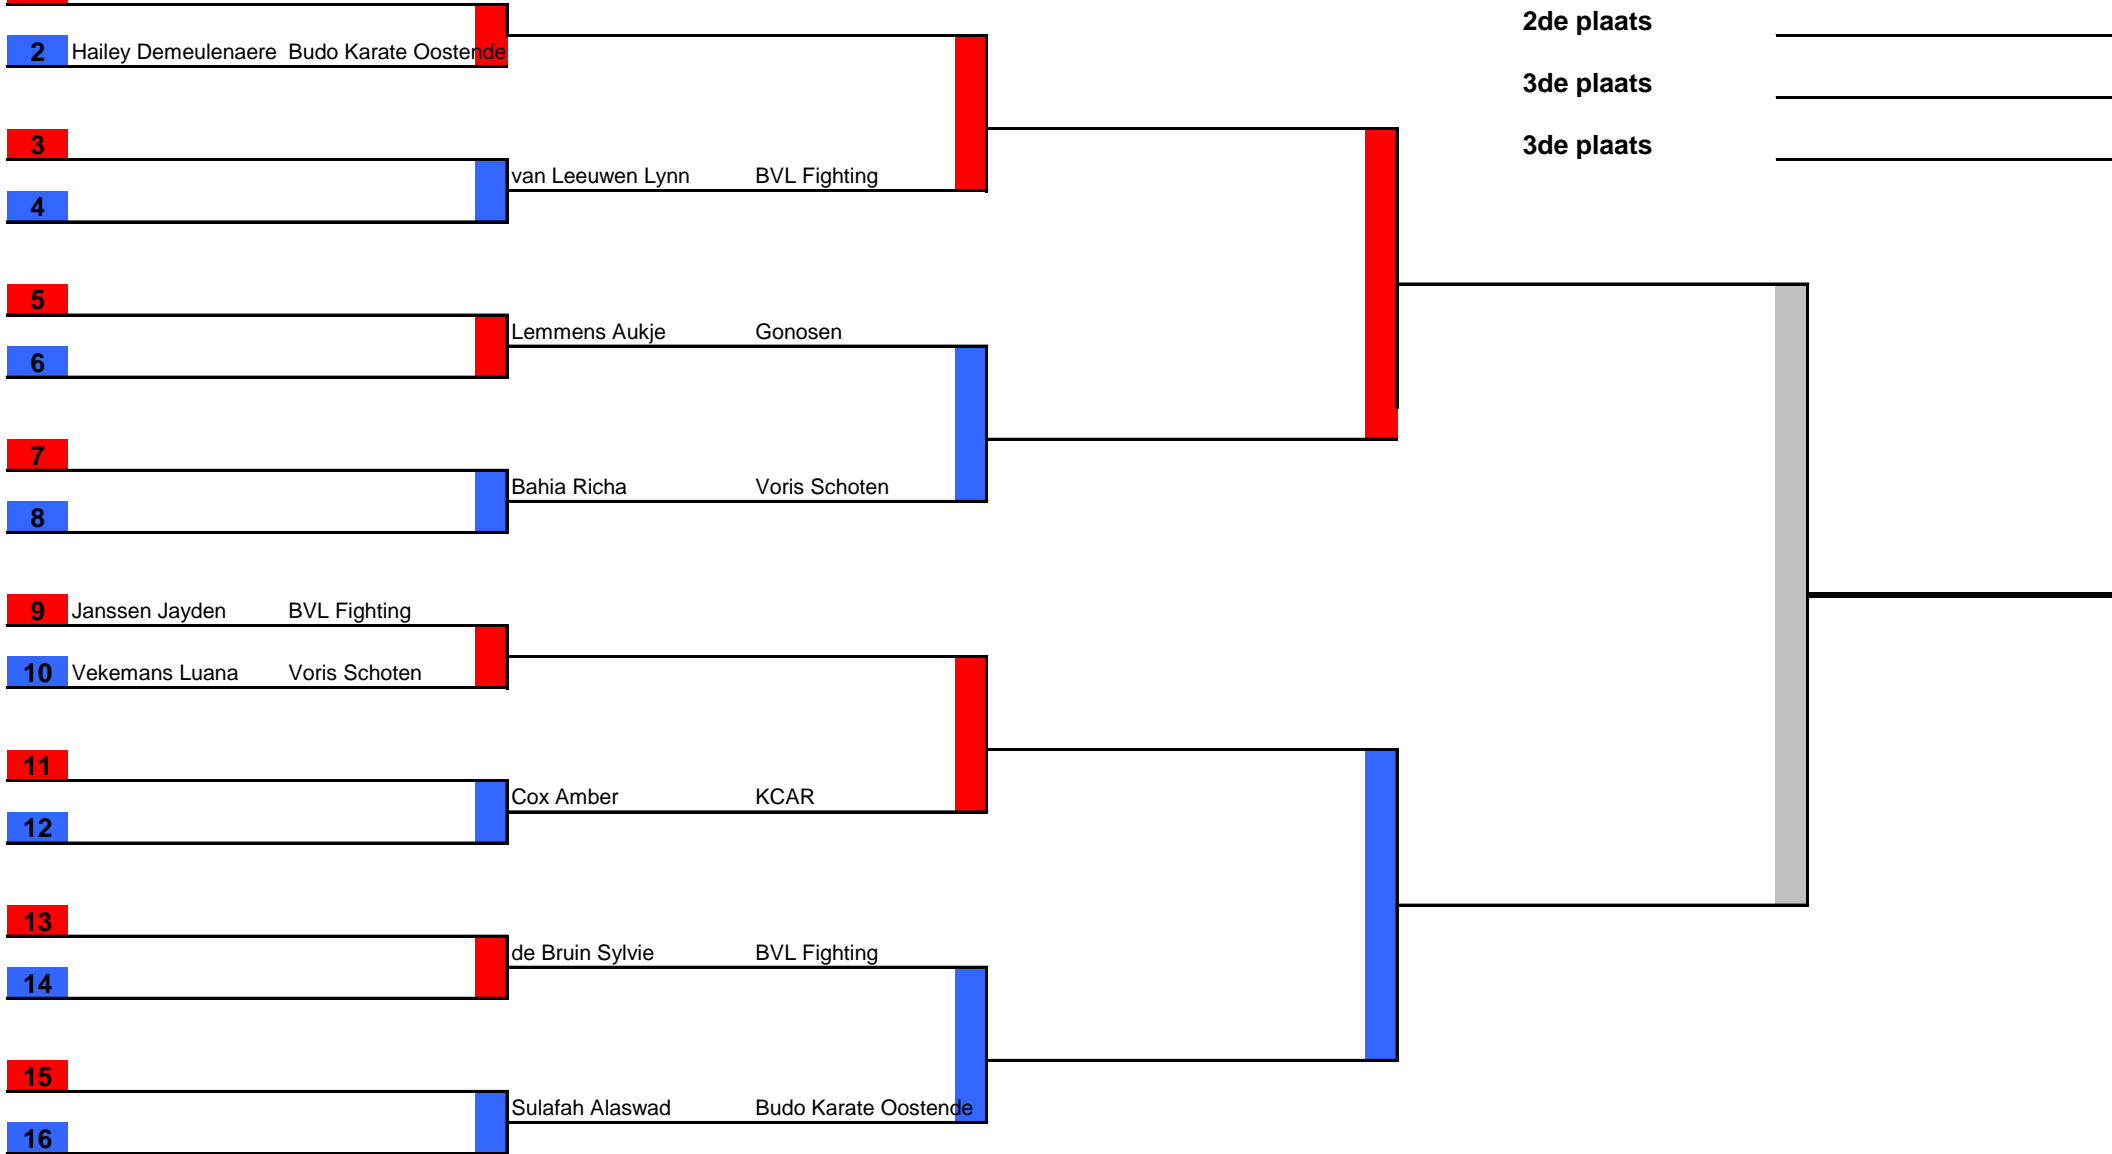 2de plaats
2 Hailey Demeulenaere Budo Karate Oostende
3de plaats
3
3de plaats
van Leeuwen Lynn BVL Fighting
4
5
Lemmens Aukje Gonosen
6
7
Bahia Richa Voris Schoten
8
9 Janssen Jayden BVL Fighting
10 Vekemans Luana Voris Schoten
11
Cox Amber KCAR
12
13
de Bruin Sylvie BVL Fighting
14
15
Sulafah Alaswad Budo Karate Oostende
16